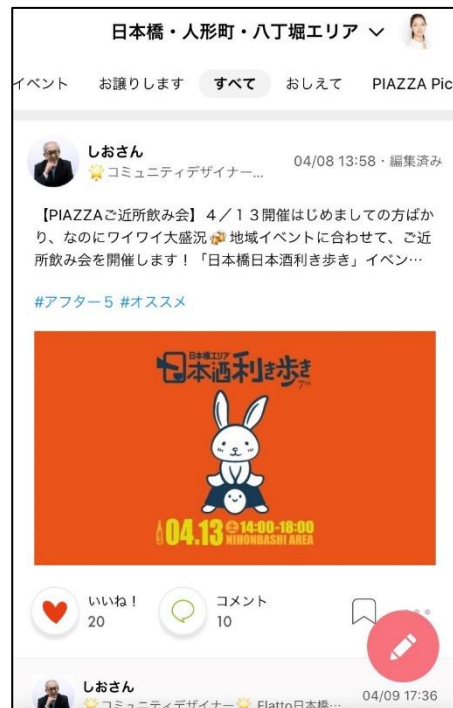 日本橋・人形町・八丁堀エリア
イベント お譲りします すべて おしえて PIAZZA Pic
しおさん
コミュニティデザイナー…
04/08 13:58・編集済み
【PIAZZAご近所飲み会】４／１３開催はじめましての方ばか
り、なのにワイワイ大盛況🍻地域イベントに合わせて、ご近
所飲み会を開催します！「日本橋日本酒利き歩き」イベン…
#アフター５ #オススメ
日本橋エリア
日本酒利き歩き
7TH
04.13 土 14:00-18:00
NIHONBASHI AREA
いいね！
20
コメント
10
しおさん
コミュニティデザイナー🌟 Flatto日本橋…
04/09 17:36